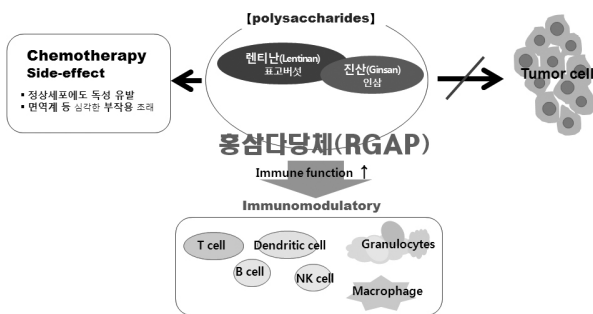 【polysaccharides】
Chemotherapy
Side-effect
▪ 정상세포에도 독성 유발
▪ 면역계 등 심각한 부작용 초래
렌티난(Lentinan)
표고버섯
진산(Ginsan)
인삼
Tumor cell
홍삼다당체(RGAP)
Immune function ↑
Immunomodulatory
T cell
Dendritic cell
Granulocytes
B cell
NK cell
Macrophage